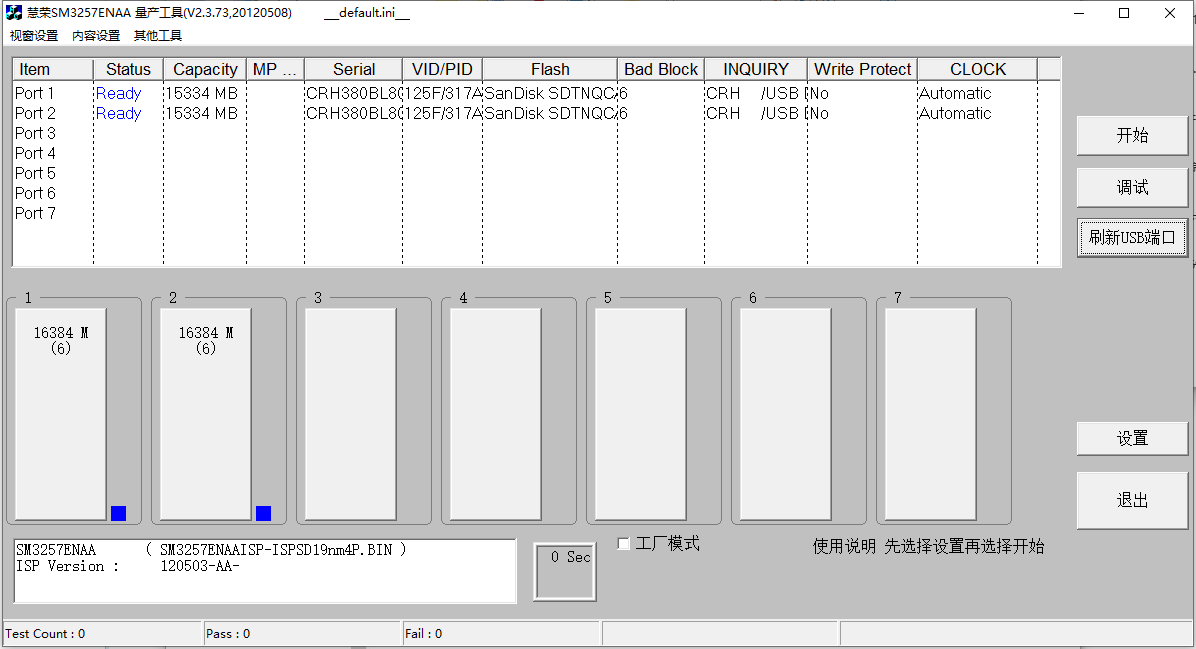 慧荣SM3257ENAA 量产工具(V2.3.73,20120508) __default.ini__
视窗设置 内容设置 其他工具
Item Status Capacity MP ... Serial VID/PID Flash Bad Block INQUIRY Write Protect CLOCK
Port 1 Ready 15334 MB CRH380BL80 125F/317A SanDisk SDTNQCA 6 CRH /USB No Automatic
Port 2 Ready 15334 MB CRH380BL80 125F/317A SanDisk SDTNQCA 6 CRH /USB No Automatic
Port 3
Port 4
Port 5
Port 6
Port 7
开始
调试
刷新USB端口
1 2 3 4 5 6 7
16384 M 16384 M
(6) (6)
设置
退出
SM3257ENAA ( SM3257ENAAISP-ISPSD19nm4P.BIN )
ISP Version : 120503-AA-
0 Sec
工厂模式
使用说明 先选择设置再选择开始
Test Count : 0 Pass : 0 Fail : 0